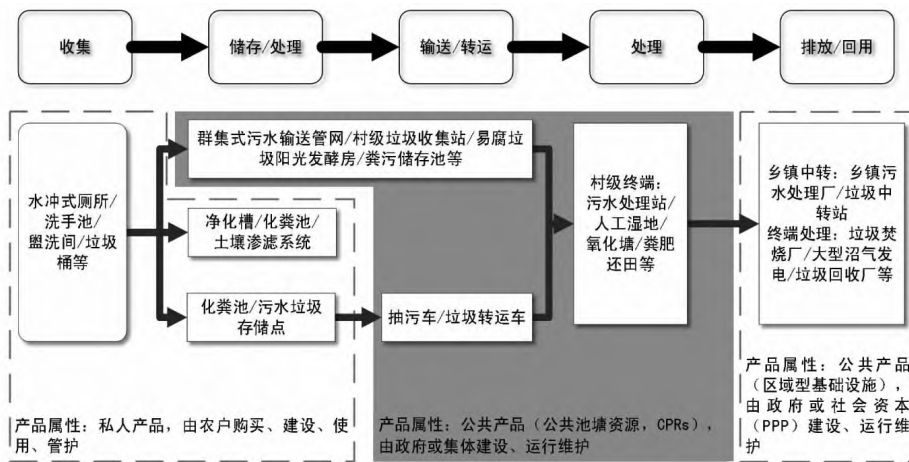 收集
储存/处理
输送/转运
处理
排放/回用
水冲式厕所/
洗手池/
盥洗间/垃圾
桶等
群集式污水输送管网/村级垃圾收集站/易腐垃
圾阳光发酵房/粪污储存池等
净化槽/化粪池/
土壤渗滤系统
化粪池/污水垃圾
存储点
抽污车/垃圾转运车
村级终端：
污水处理站/
人工湿地/
氧化塘/粪肥
还田等
乡镇中转：乡镇污
水处理厂/垃圾中
转站
终端处理：垃圾焚
烧厂/大型沼气发
电/垃圾回收厂等
产品属性：私人产品，由农户购买、建设、使
用、管护
产品属性：公共产品（公共池塘资源，CPRs），
由政府或集体建设、运行维护
产品属性：公共产品
（区域型基础设施），
由政府或社会资本
（PPP）建设、运行维
护